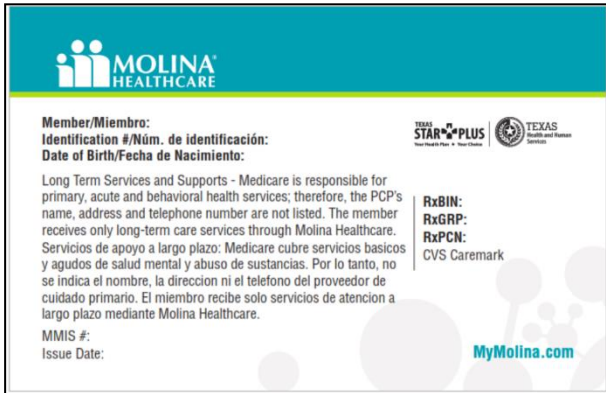 MOLINA®
HEALTHCARE
Member/Miembro:
Identification #/Núm. de identificación:
Date of Birth/Fecha de Nacimiento:
TEXAS
STAR+PLUS
Your Health Plan ★ Your Choice
TEXAS
Health and Human
Services
Long Term Services and Supports - Medicare is responsible for
primary, acute and behavioral health services; therefore, the PCP's
name, address and telephone number are not listed. The member
receives only long-term care services through Molina Healthcare.
Servicios de apoyo a largo plazo: Medicare cubre servicios basicos
y agudos de salud mental y abuso de sustancias. Por lo tanto, no
se indica el nombre, la direccion ni el telefono del proveedor de
cuidado primario. El miembro recibe solo servicios de atencion a
largo plazo mediante Molina Healthcare.
RxBIN:
RxGRP:
RxPCN:
CVS Caremark
MMIS #:
Issue Date:
MyMolina.com